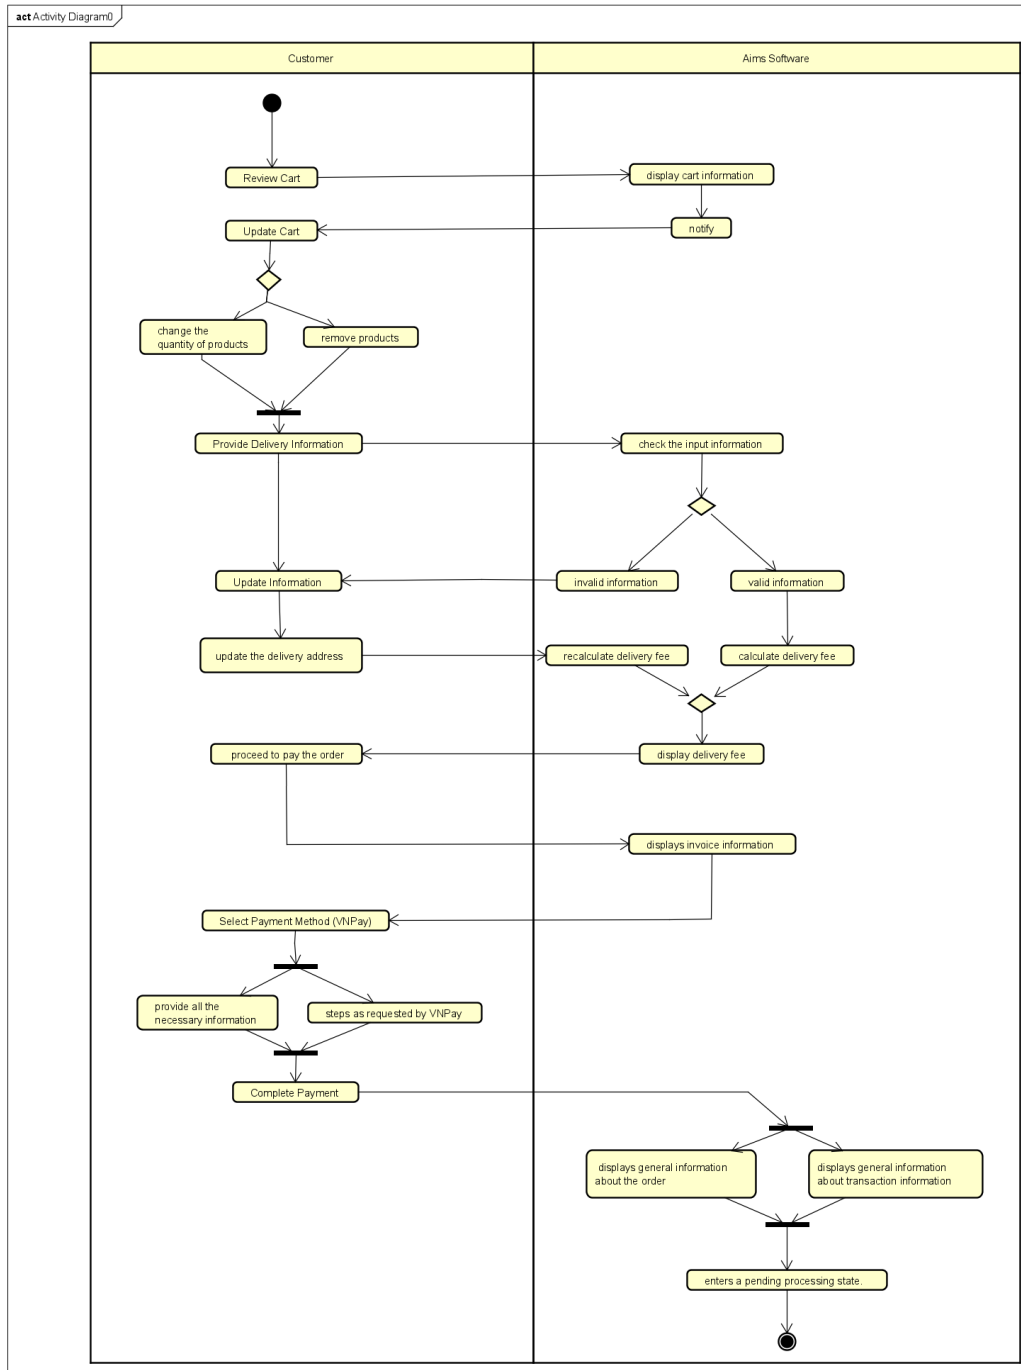 act Activity Diagram0
Customer
Aims Software
Review Cart
display cart information
Update Cart
notify
change the
quantity of products
remove products
Provide Delivery Information
check the input information
Update Information
invalid information
valid information
update the delivery address
recalculate delivery fee
calculate delivery fee
proceed to pay the order
display delivery fee
displays invoice information
Select Payment Method (VNPay)
provide all the
necessary information
steps as requested by VNPay
Complete Payment
displays general information
about the order
displays general information
about transaction information
enters a pending processing state.